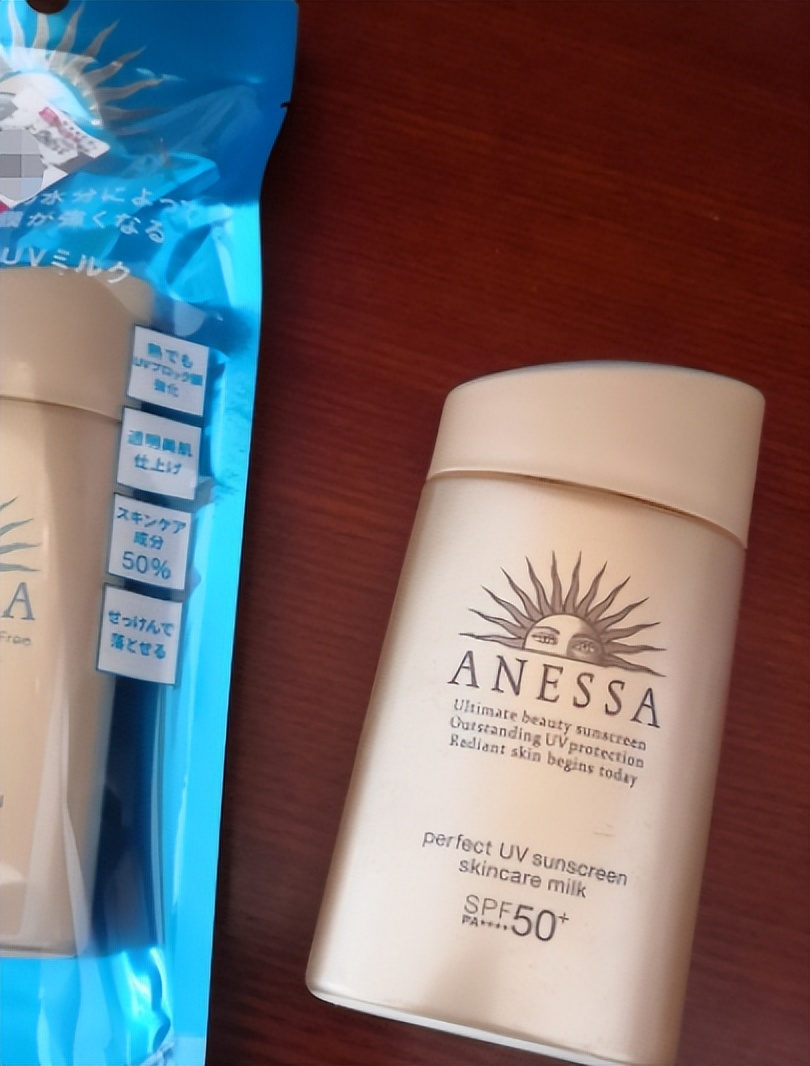 水分によって
膜が強くなる
UVミルク
熱でも
UVブロック膜
強化
透明美肌
仕上げ
スキンケア
成分
50%
せっけんで
落とせる
A
Free
ANESSA
Ultimate beauty sunscreen
Outstanding UV protection
Radiant skin begins today
perfect UV sunscreen
skincare milk
SPF50+
PA++++